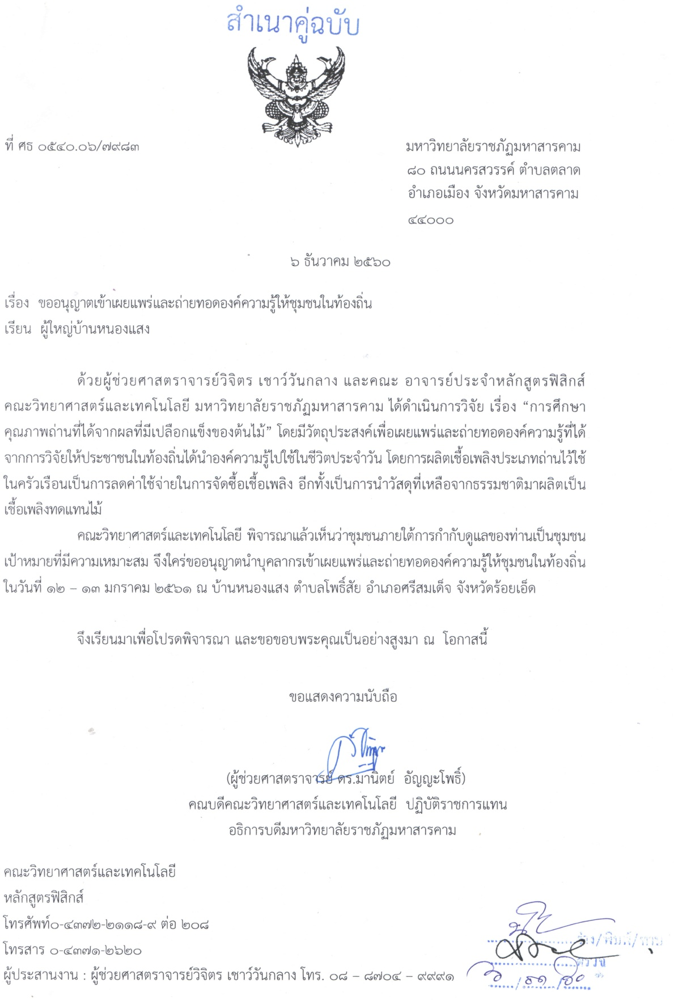 สำเนาคู่ฉบับ
ที่ ศธ ๐๕๔๐.๐๖/๗๙๘๓
มหาวิทยาลัยราชภัฏมหาสารคาม
๘๐ ถนนนครสวรรค์ ตำบลตลาด
อำเภอเมือง จังหวัดมหาสารคาม
๔๔๐๐๐
๖ ธันวาคม ๒๕๖๐
เรื่อง ขออนุญาตเข้าเผยแพร่และถ่ายทอดองค์ความรู้ให้ชุมชนในท้องถิ่น
เรียน ผู้ใหญ่บ้านหนองแสง
ด้วยผู้ช่วยศาสตราจารย์วิจิตร เชาว์วันกลาง และคณะ อาจารย์ประจำหลักสูตรฟิสิกส์
คณะวิทยาศาสตร์และเทคโนโลยี มหาวิทยาลัยราชภัฏมหาสารคาม ได้ดำเนินการวิจัย เรื่อง “การศึกษา
คุณภาพถ่านที่ได้จากผลที่มีเปลือกแข็งของต้นไม้” โดยมีวัตถุประสงค์เพื่อเผยแพร่และถ่ายทอดองค์ความรู้ที่ได้
จากการวิจัยให้ประชาชนในท้องถิ่นได้นำองค์ความรู้ไปใช้ในชีวิตประจำวัน โดยการผลิตเชื้อเพลิงประเภทถ่านไว้ใช้
ในครัวเรือนเป็นการลดค่าใช้จ่ายในการจัดซื้อเชื้อเพลิง อีกทั้งเป็นการนำวัสดุที่เหลือจากธรรมชาติมาผลิตเป็น
เชื้อเพลิงทดแทนไม้
คณะวิทยาศาสตร์และเทคโนโลยี พิจารณาแล้วเห็นว่าชุมชนภายใต้การกำกับดูแลของท่านเป็นชุมชน
เป้าหมายที่มีความเหมาะสม จึงใคร่ขออนุญาตนำบุคลากรเข้าเผยแพร่และถ่ายทอดองค์ความรู้ให้ชุมชนในท้องถิ่น
ในวันที่ ๑๒ – ๑๓ มกราคม ๒๕๖๑ ณ บ้านหนองแสง ตำบลโพธิ์สัย อำเภอศรีสมเด็จ จังหวัดร้อยเอ็ด
จึงเรียนมาเพื่อโปรดพิจารณา และขอขอบพระคุณเป็นอย่างสูงมา ณ โอกาสนี้
ขอแสดงความนับถือ
(ผู้ช่วยศาสตราจารย์ ดร.มานิตย์ อัญญะโพธิ์)
คณบดีคณะวิทยาศาสตร์และเทคโนโลยี ปฏิบัติราชการแทน
อธิการบดีมหาวิทยาลัยราชภัฏมหาสารคาม
คณะวิทยาศาสตร์และเทคโนโลยี
หลักสูตรฟิสิกส์
โทรศัพท์๐-๔๓๗๒-๒๑๑๘-๙ ต่อ ๒๐๘
โทรสาร ๐-๔๓๗๑-๒๖๒๐
ผู้ประสานงาน : ผู้ช่วยศาสตราจารย์วิจิตร เชาว์วันกลาง โทร. ๐๘ – ๘๗๐๔ – ๙๙๙๑
ร่าง/พิมพ์/ทาน
ตรวจ